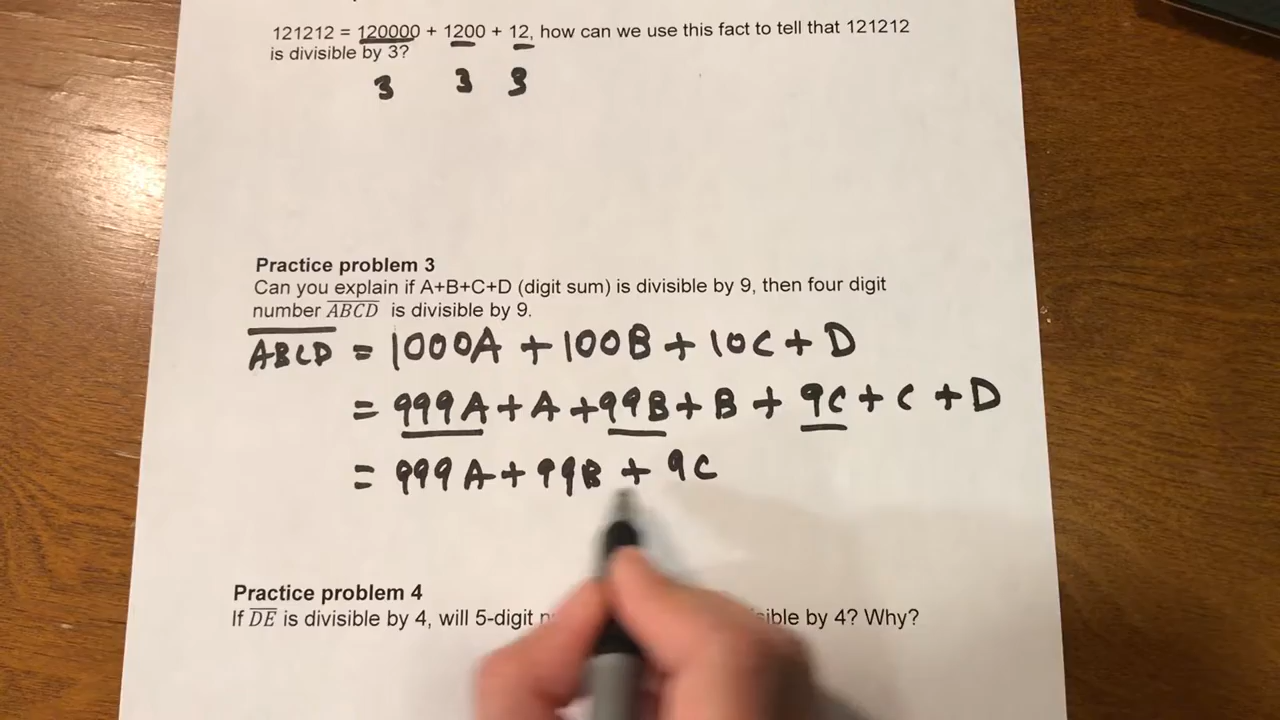 121212 = 120000 + 1200 + 12, how can we use this fact to tell that 121212
is divisible by 3?
3 3 3
Practice problem 3
Can you explain if A+B+C+D (digit sum) is divisible by 9, then four digit
number ABCD is divisible by 9.
ABCD = 1000A + 100B + 10C + D
= 999A + A + 99B + B + 9C + C + D
= 999A + 99B + 9C
Practice problem 4
If DE is divisible by 4, will 5-digit by 4? Why?